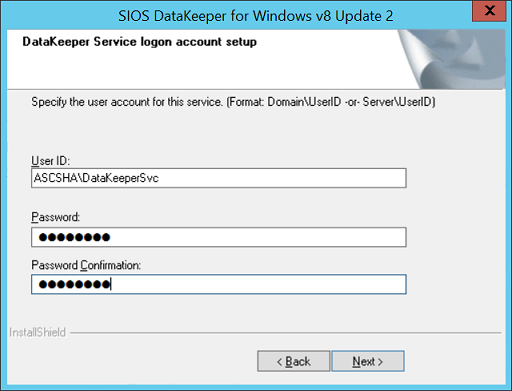 SIOS DataKeeper for Windows v8 Update 2
X
DataKeeper Service logon account setup
Specify the user account for this service. (Format: Domain\UserID -or- Server\UserID)
User ID:
ASCSHA\DataKeeperSvc
Password:
●●●●●●●●
Password Confirmation:
●●●●●●●●
InstallShield
< Back Next >